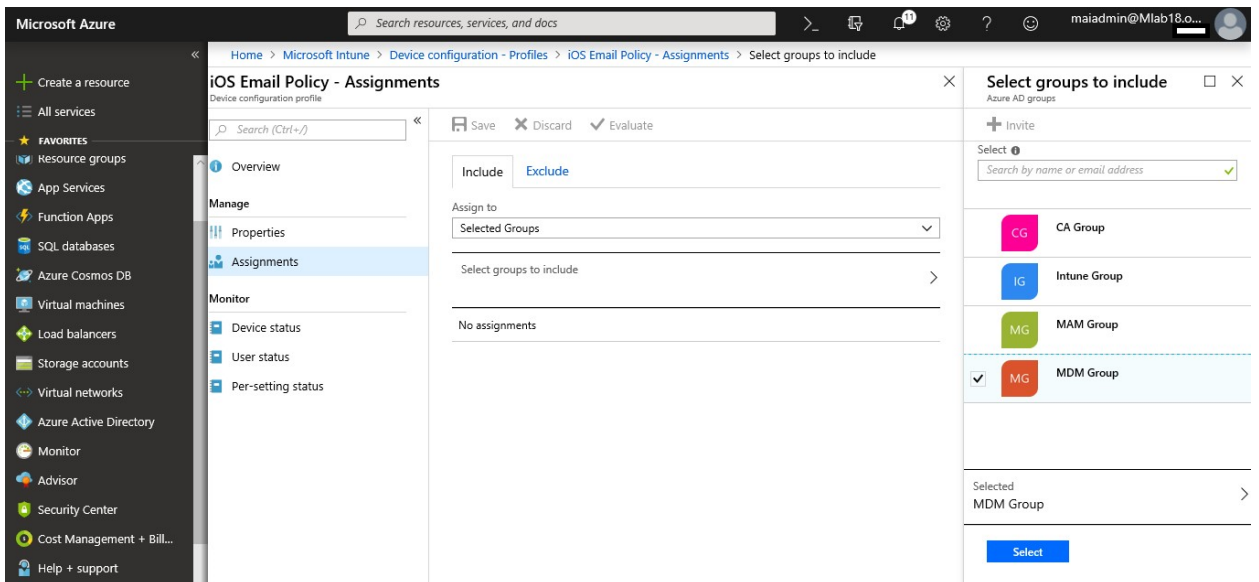 Microsoft Azure
Search resources, services, and docs
11
maiadmin@Mlab18.o...
Home > Microsoft Intune > Device configuration - Profiles > iOS Email Policy - Assignments > Select groups to include
Create a resource
All services
FAVORITES
Resource groups
App Services
Function Apps
SQL databases
Azure Cosmos DB
Virtual machines
Load balancers
Storage accounts
Virtual networks
Azure Active Directory
Monitor
Advisor
Security Center
Cost Management + Bill...
Help + support
iOS Email Policy - Assignments
Device configuration profile
Search (Ctrl+/)
Overview
Manage
Properties
Assignments
Monitor
Device status
User status
Per-setting status
Save Discard Evaluate
Include Exclude
Assign to
Selected Groups
Select groups to include
No assignments
Select groups to include
Azure AD groups
Invite
Select
Search by name or email address
CG CA Group
IG Intune Group
MG MAM Group
MG MDM Group
Selected
MDM Group
Select